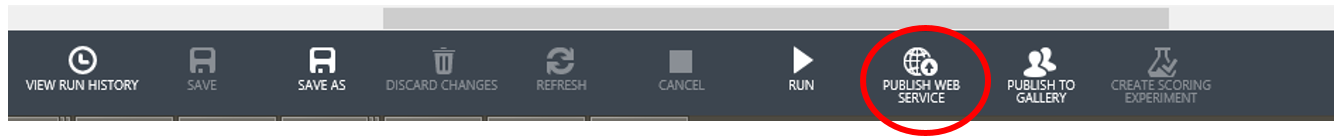 VIEW RUN HISTORY
SAVE
SAVE AS
DISCARD CHANGES
REFRESH
CANCEL
RUN
PUBLISH WEB
SERVICE
PUBLISH TO
GALLERY
CREATE SCORING
EXPERIMENT